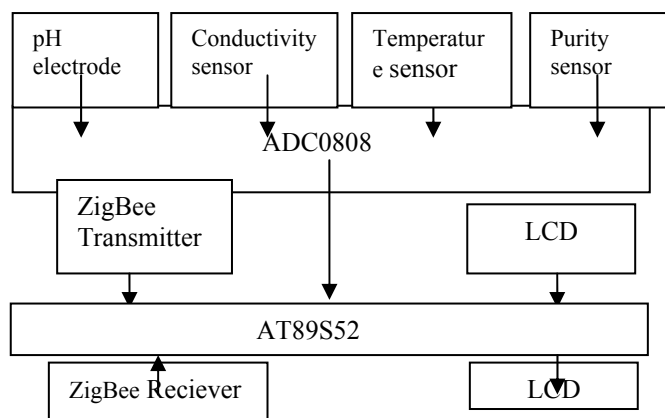 pH
electrode
Conductivity
sensor
Temperatur
e sensor
Purity
sensor
ADC0808
ZigBee
Transmitter
LCD
AT89S52
ZigBee Reciever
LCD